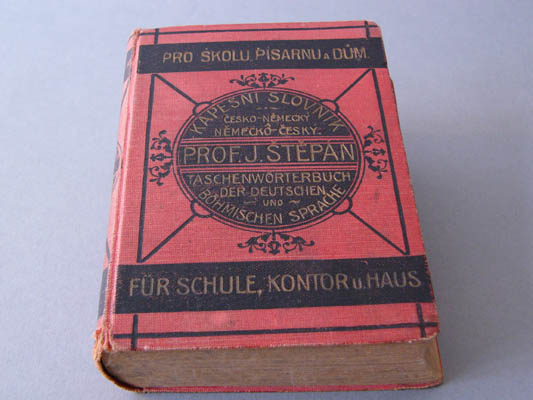 PRO ŠKOLU, PÍSARNU A DŮM.
KAPESNÍ SLOVNÍK
ČESKO-NĚMECKÝ
NĚMECKO-ČESKÝ.
PROF. J. ŠTĚPÁN
TASCHENWÖRTERBUCH
DER DEUTSCHEN
UND
BÖHMISCHEN SPRACHE
FÜR SCHULE, KONTOR U. HAUS